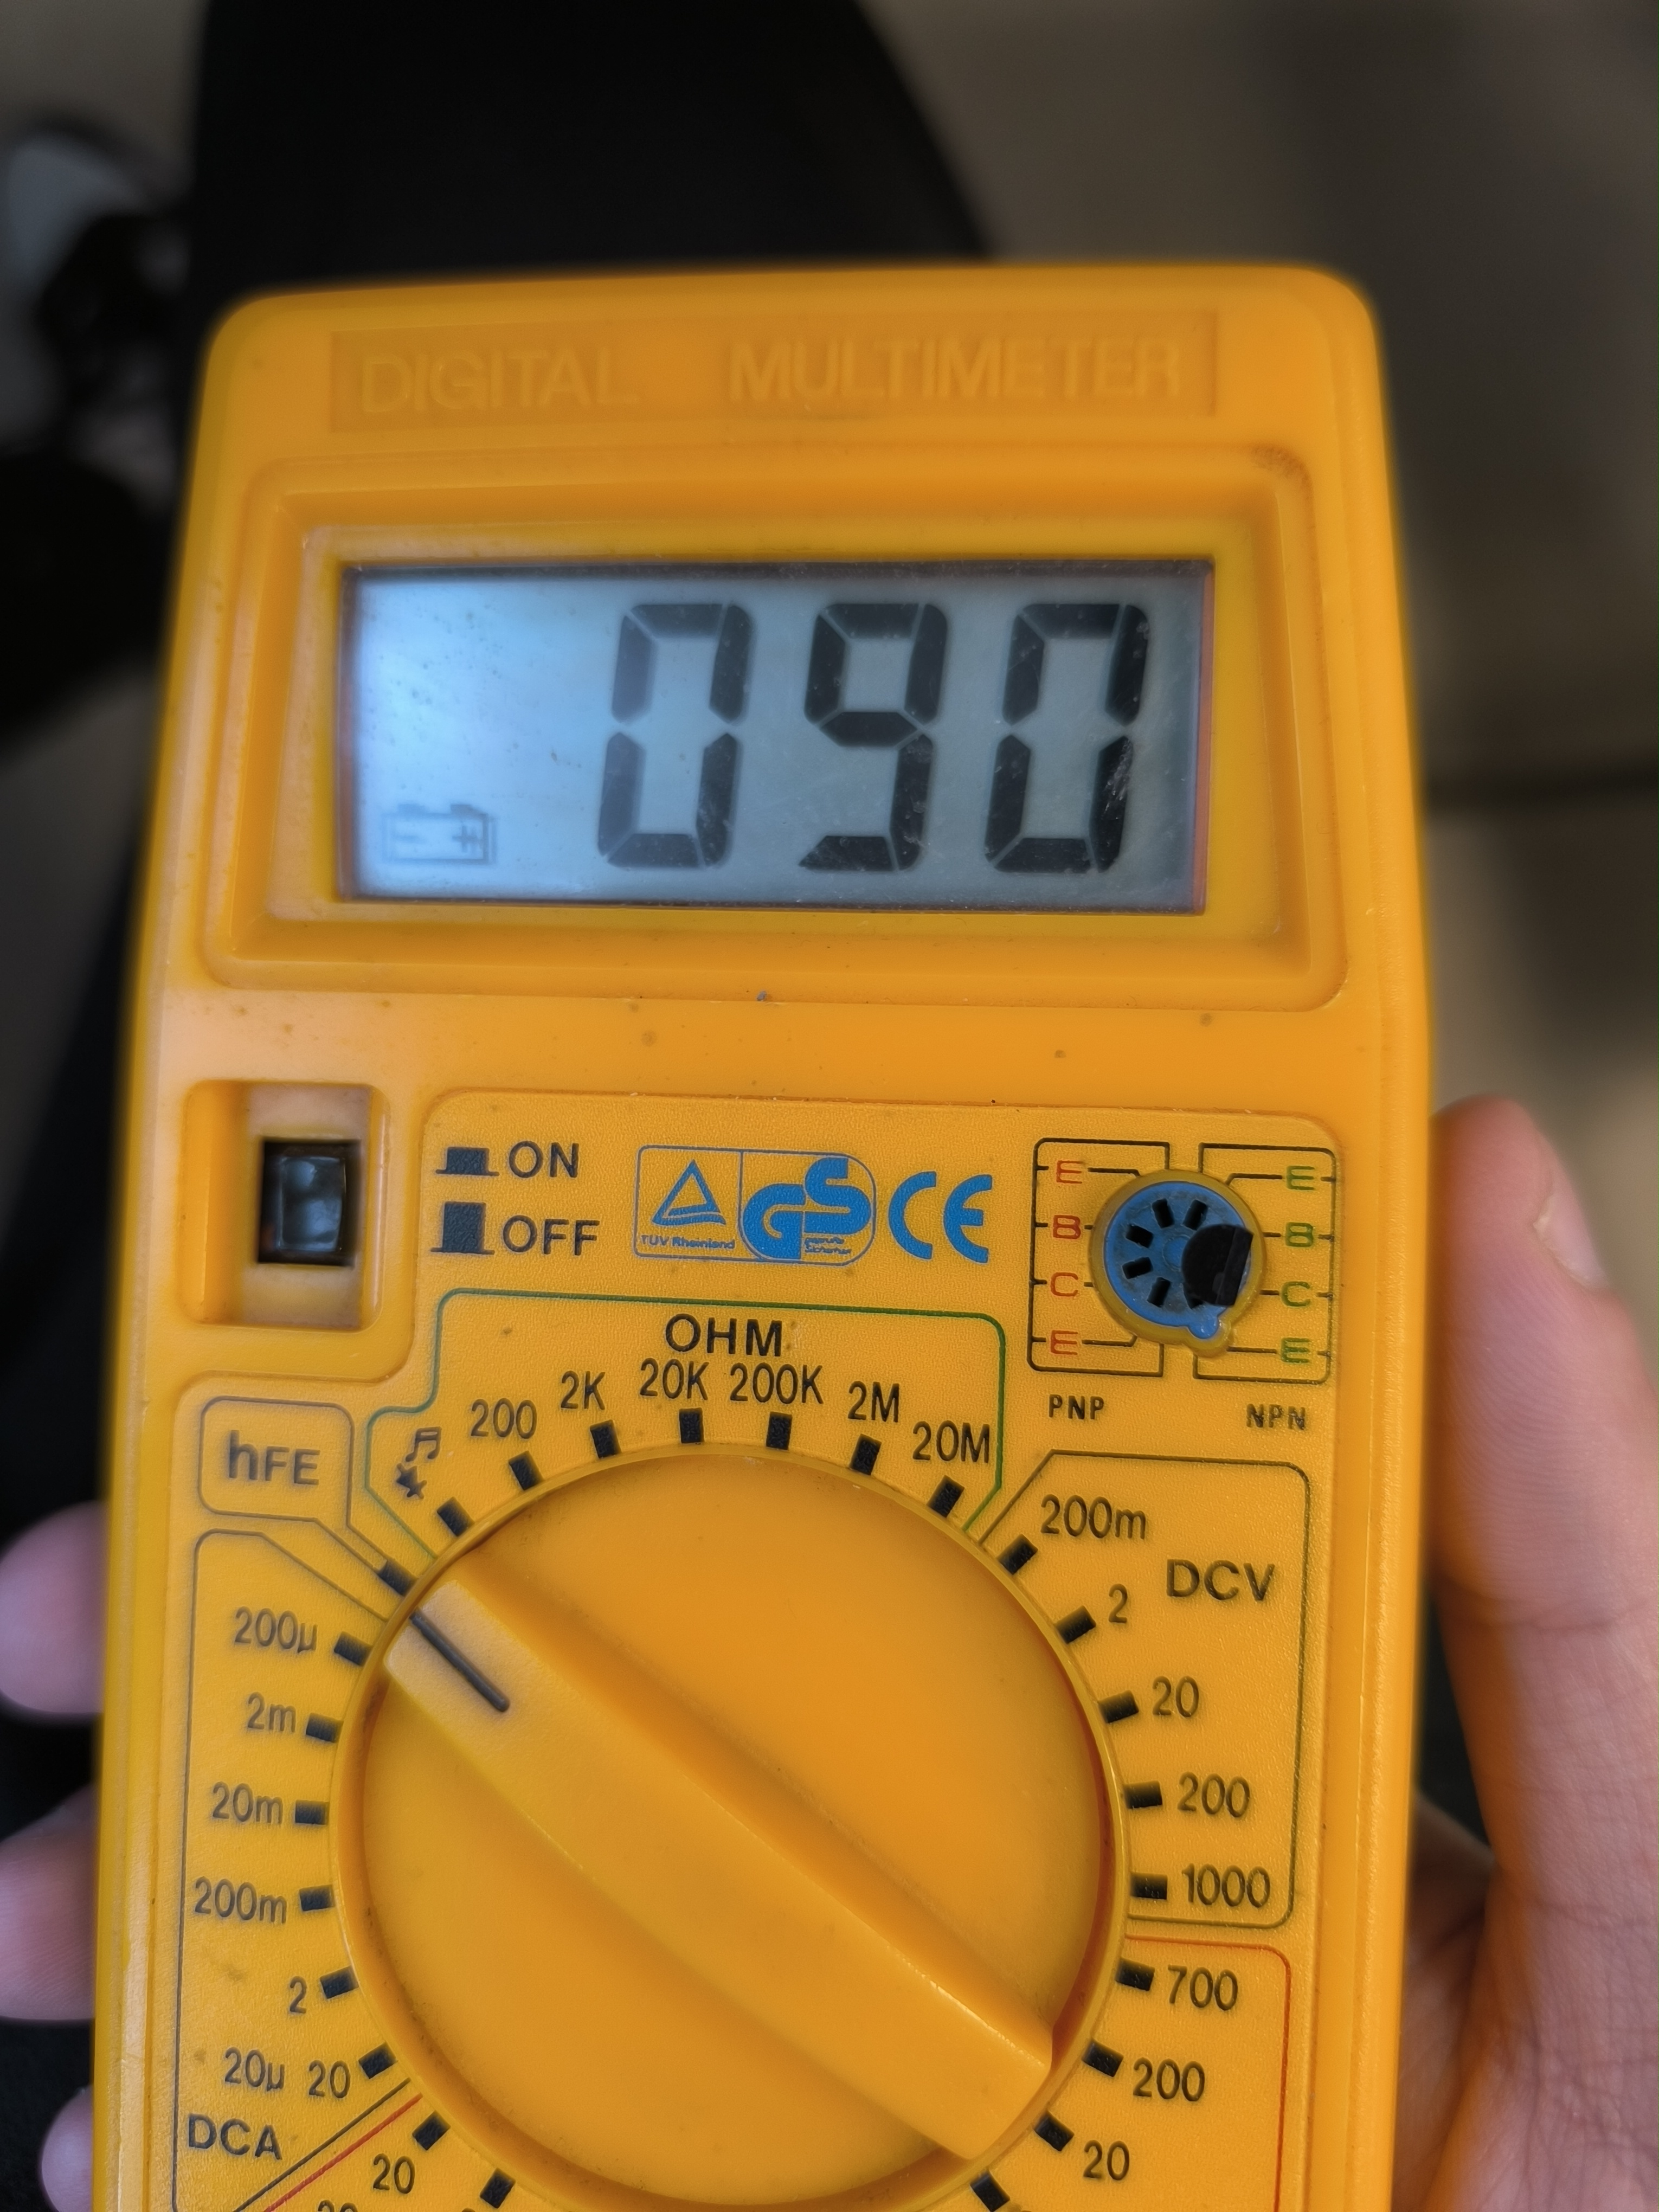 DIGITAL MULTIMETER
090
ON
OFF
TUV Rheinland
GS
CE
E E
B B
C C
E E
PNP NPN
OHM
200 2K 20K 200K 2M 20M
hFE
200m
DCV
2
20
200
1000
200µ
2m
20m
200m
2
20µ 20
DCA
20
700
200
20